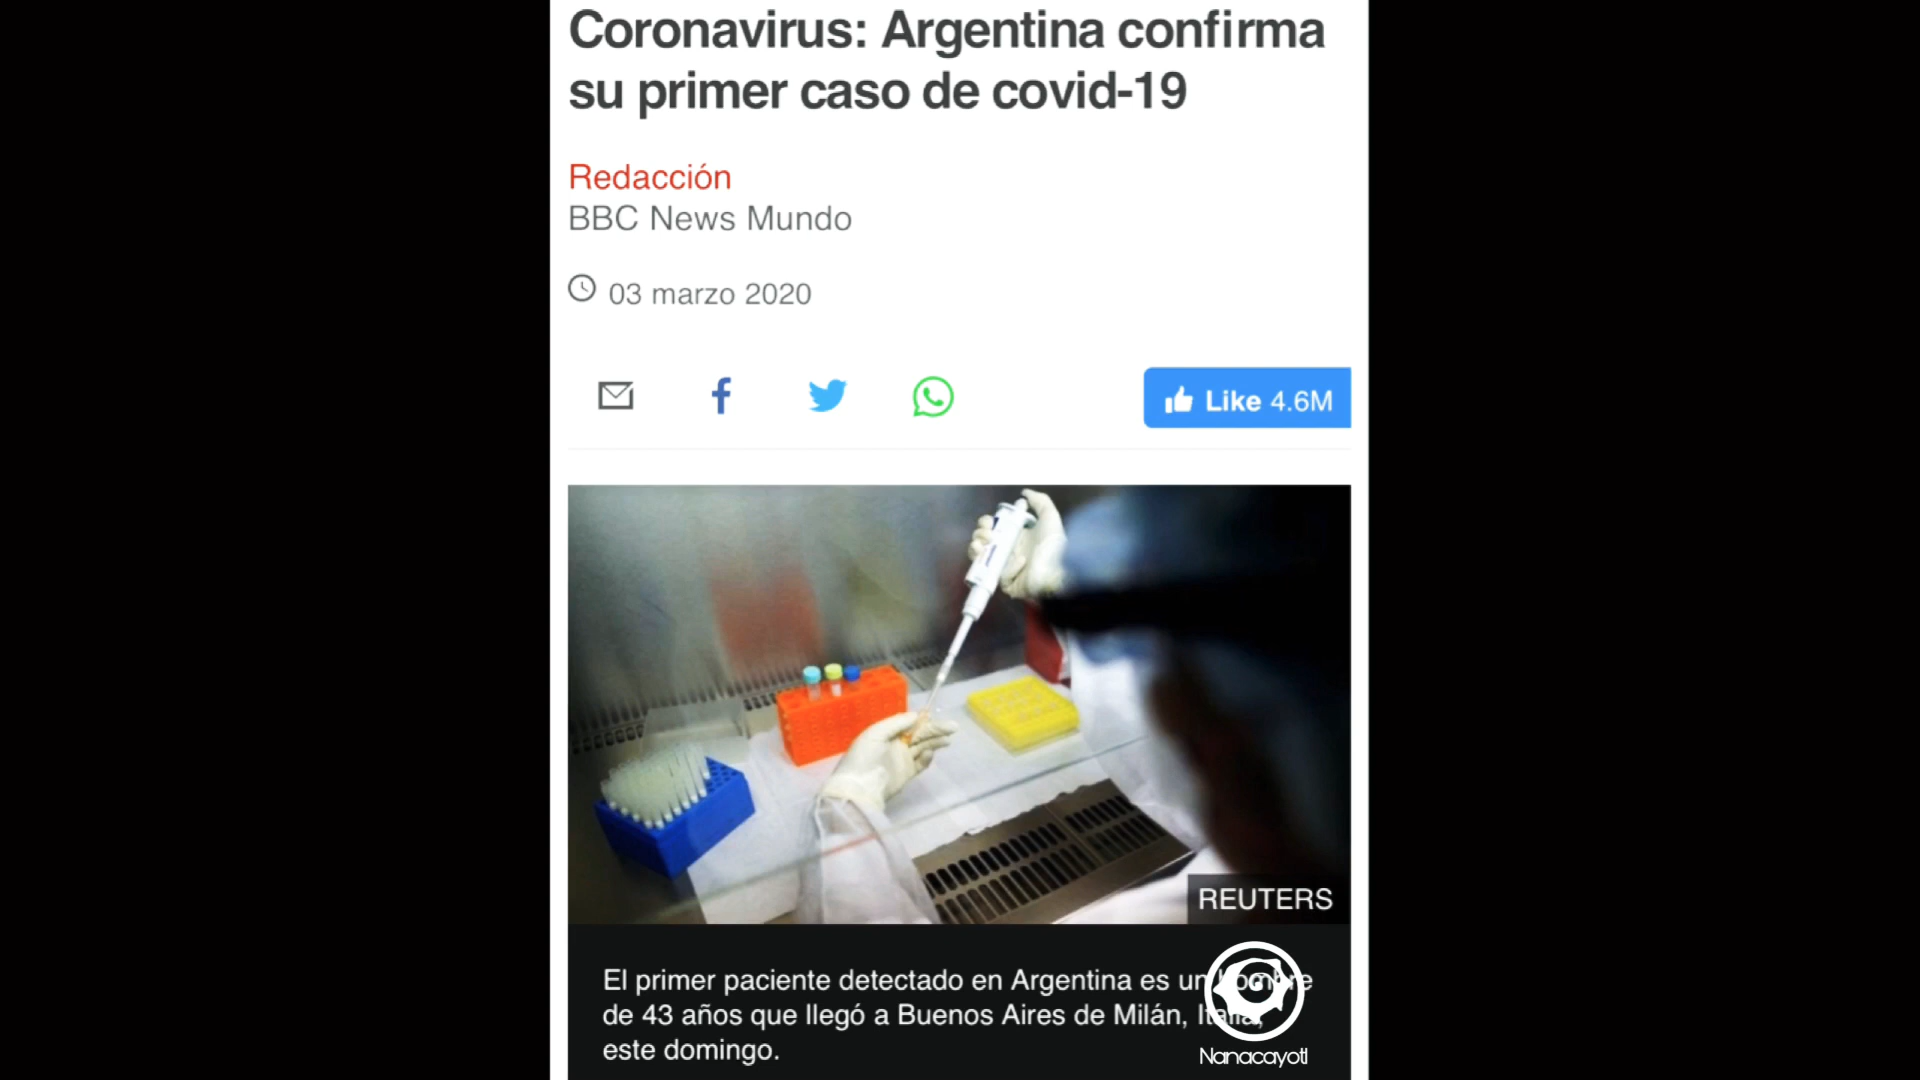 Coronavirus: Argentina confirma
su primer caso de covid-19
Redacción
BBC News Mundo
03 marzo 2020
Like 4.6M
REUTERS
El primer paciente detectado en Argentina es un hombre
de 43 años que llegó a Buenos Aires de Milán, Italia,
este domingo.
Nanacayotl